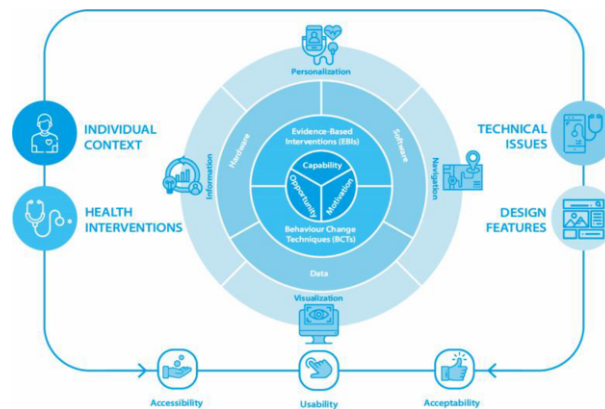 Personalization
INDIVIDUAL
CONTEXT
HEALTH
INTERVENTIONS
Information
Hardware
Evidence-Based
Interventions (EBIs)
Capability
Opportunity
Motivation
Behaviour Change
Techniques (BCTs)
Software
Navigation
Data
Visualization
TECHNICAL
ISSUES
DESIGN
FEATURES
Accessibility
Usability
Acceptability